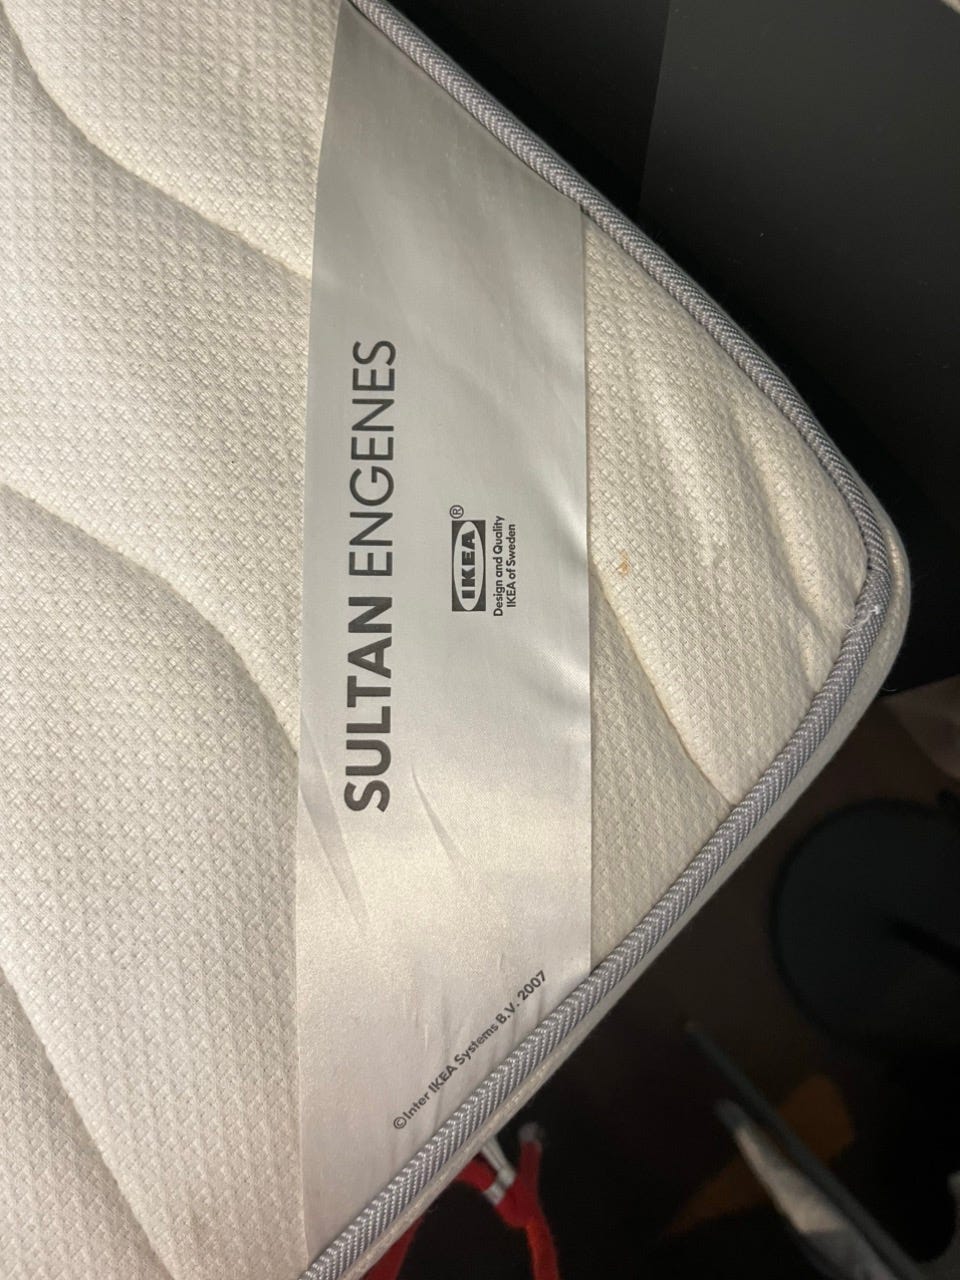 SULTAN ENGENES
IKEA®
Design and Quality
IKEA of Sweden
©Inter IKEA Systems B.V. 2007